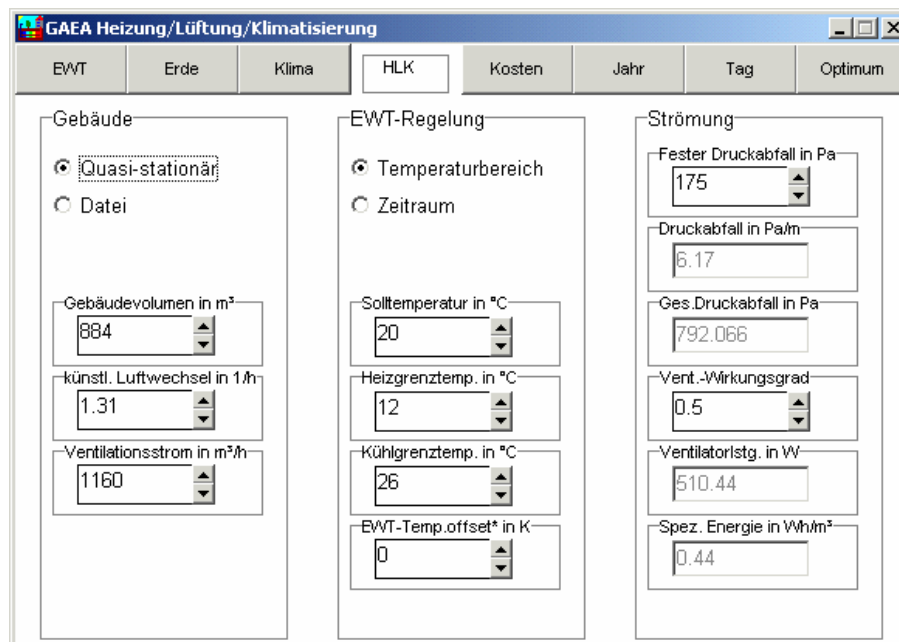 GAEA Heizung/Lüftung/Klimatisierung
EWT Erde Klima HLK Kosten Jahr Tag Optimum
Gebäude
Quasi-stationär
Datei
Gebäudevolumen in m³
884
künstl. Luftwechsel in 1/h
1.31
Ventilationsstrom in m³/h
1160
EWT-Regelung
Temperaturbereich
Zeitraum
Solltemperatur in °C
20
Heizgrenztemp. in °C
12
Kühlgrenztemp. in °C
26
EWT-Temp.offset* in K
0
Strömung
Fester Druckabfall in Pa
175
Druckabfall in Pa/m
6.17
Ges.Druckabfall in Pa
792.066
Vent.-Wirkungsgrad
0.5
Ventilatorlstg. in W
510.44
Spez. Energie in Wh/m³
0.44